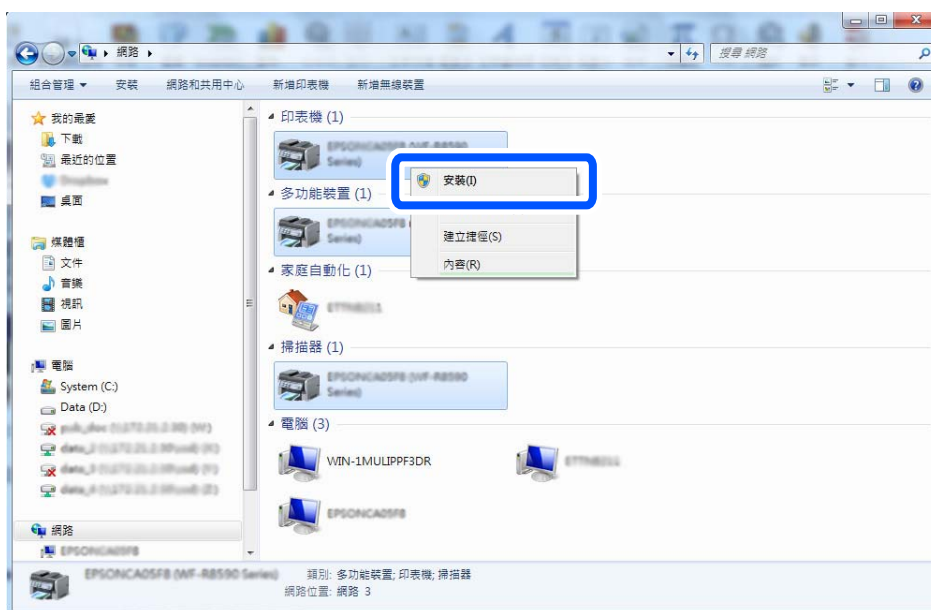 網路
搜尋 網路
組合管理 安裝 網路和共用中心 新增印表機 新增無線裝置
我的最愛
下載
最近的位置
桌面
媒體櫃
文件
音樂
視訊
圖片
電腦
System (C:)
Data (D:)
網路
印表機 (1)
安裝(I)
多功能裝置 (1)
建立捷徑(S)
內容(R)
家庭自動化 (1)
掃描器 (1)
電腦 (3)
WIN-1MULIPPF3DR
EPSONCA05F8
EPSONCA05F8 (WF-R8590 Series) 類別: 多功能裝置; 印表機; 掃描器
網路位置: 網路 3